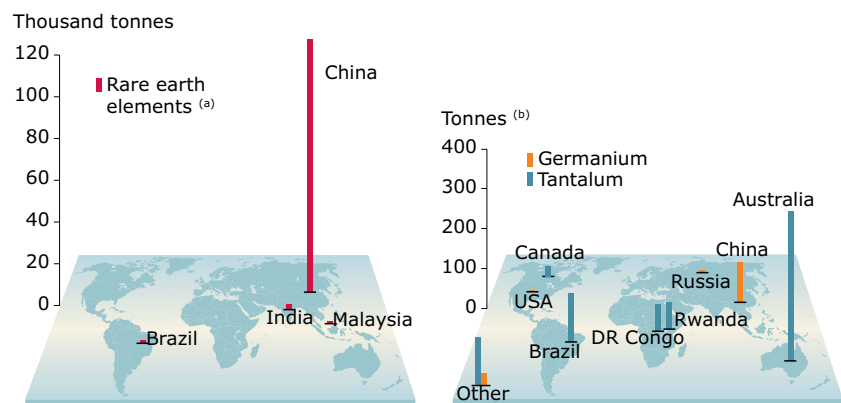 Thousand tonnes
120
100
80
60
40
20
0
Rare earth
elements (a)
China
India
Malaysia
Brazil
Tonnes (b)
400
300
200
100
0
Germanium
Tantalum
Australia
Canada
China
Russia
USA
Rwanda
DR Congo
Brazil
Other